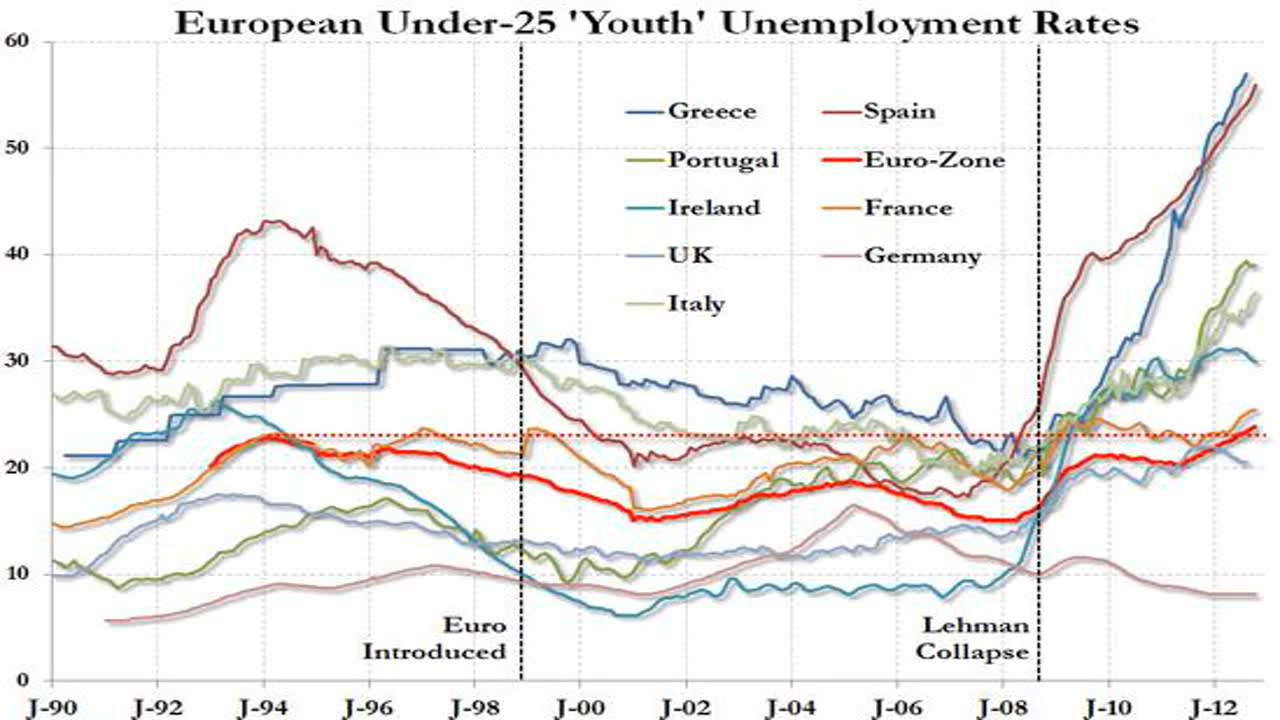 European Under-25 'Youth' Unemployment Rates
60
50
40
30
20
10
0
Greece
Spain
Portugal
Euro-Zone
Ireland
France
UK
Germany
Italy
Euro
Introduced
Lehman
Collapse
J-90 J-92 J-94 J-96 J-98 J-00 J-02 J-04 J-06 J-08 J-10 J-12